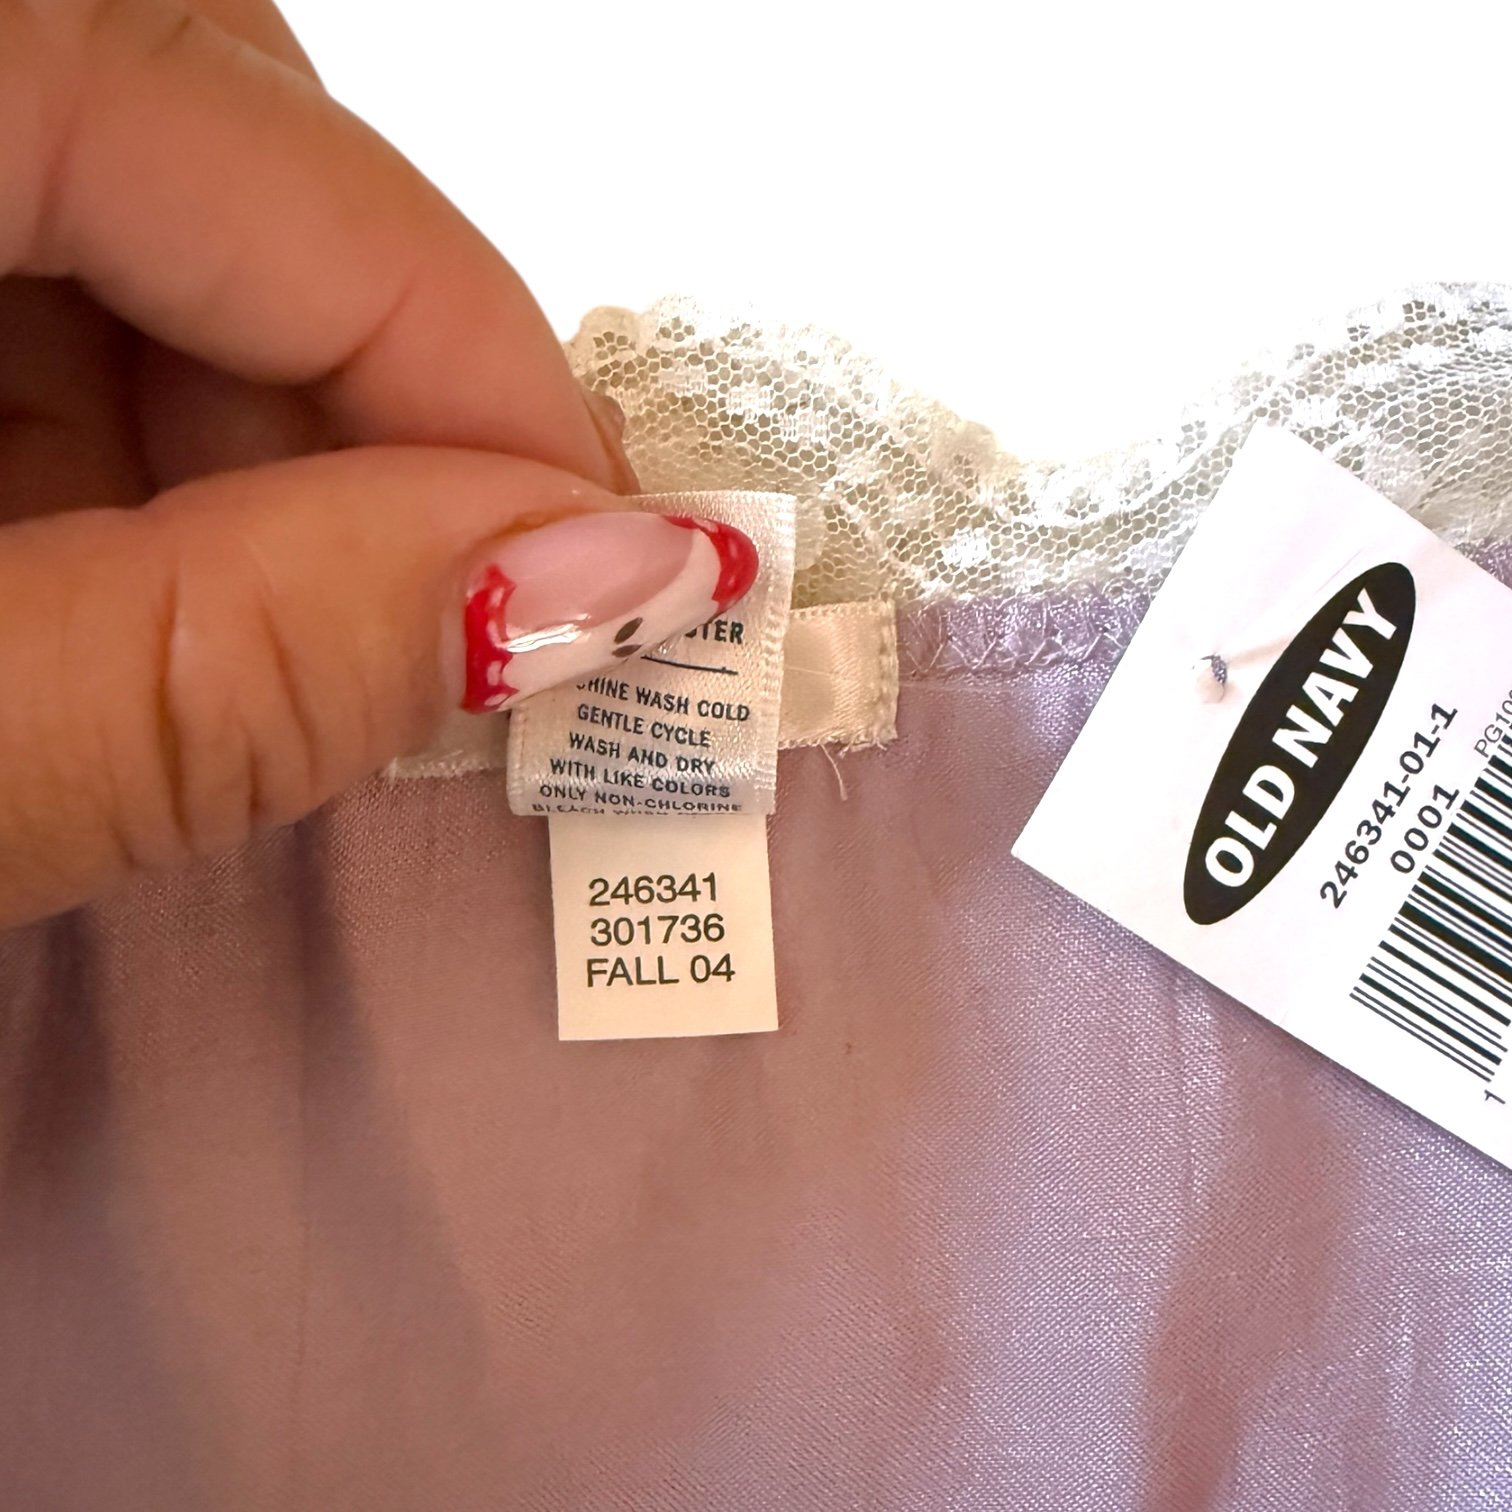 WASH COLD
GENTLE CYCLE
WASH AND DRY
WITH LIKE COLORS
ONLY NON-CHLORINE
246341
301736
FALL 04
OLD NAVY
246341-01-1
0001
1